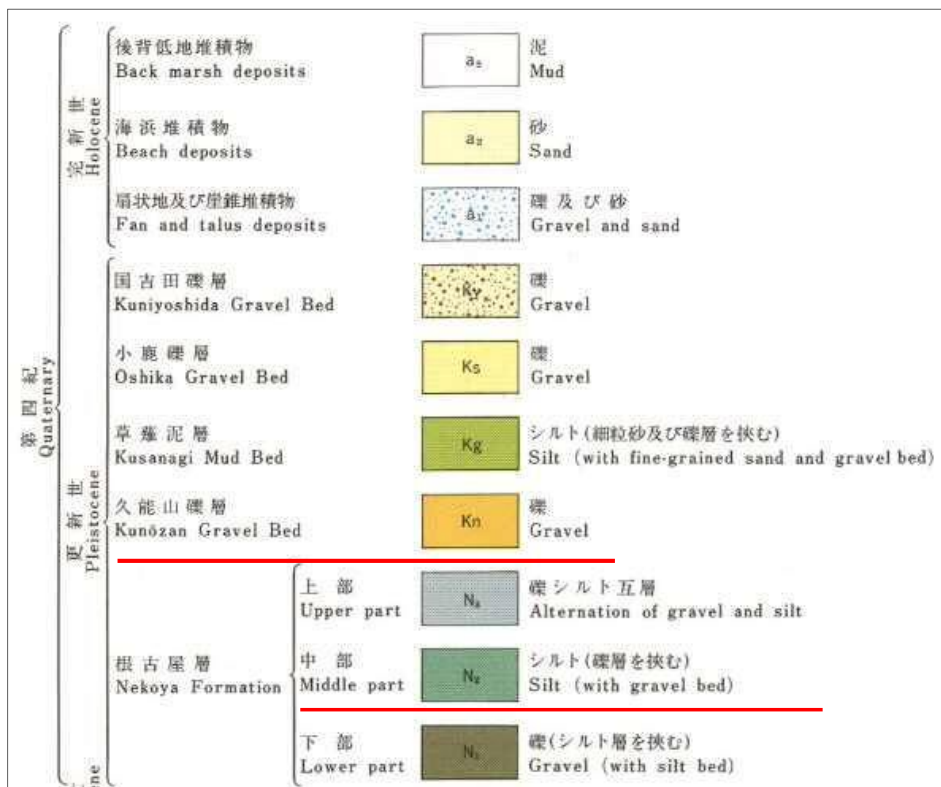 第四紀
Quaternary
完新世
Holocene
後背低地堆積物
Back marsh deposits
a₃
泥
Mud
海浜堆積物
Beach deposits
a₂
砂
Sand
扇状地及び崖錐堆積物
Fan and talus deposits
a₁
礫及び砂
Gravel and sand
更新世
Pleistocene
国吉田礫層
Kuniyoshida Gravel Bed
Ky
礫
Gravel
小鹿礫層
Oshika Gravel Bed
Ks
礫
Gravel
草薙泥層
Kusanagi Mud Bed
Kg
シルト(細粒砂及び礫層を挟む)
Silt (with fine-grained sand and gravel bed)
久能山礫層
Kunōzan Gravel Bed
Kn
礫
Gravel
根古屋層
Nekoya Formation
上部
Upper part
N₃
礫シルト互層
Alternation of gravel and silt
中部
Middle part
N₂
シルト(礫層を挟む)
Silt (with gravel bed)
下部
Lower part
N₁
礫(シルト層を挟む)
Gravel (with silt bed)